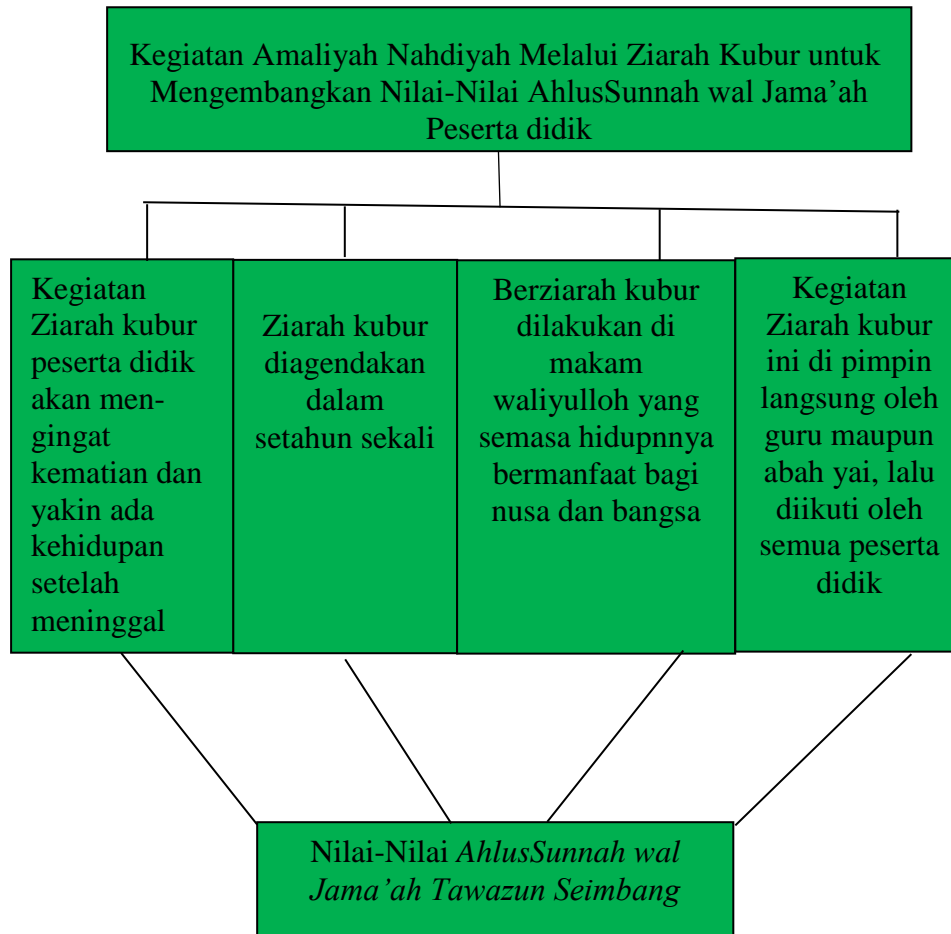 Kegiatan Amaliyah Nahdiyah Melalui Ziarah Kubur untuk
Mengembangkan Nilai-Nilai AhlusSunnah wal Jama’ah
Peserta didik
Kegiatan
Ziarah kubur
peserta didik
akan men-
gingat
kematian dan
yakin ada
kehidupan
setelah
meninggal
Ziarah kubur
diagendakan
dalam
setahun sekali
Berziarah kubur
dilakukan di
makam
waliyulloh yang
semasa hidupnnya
bermanfaat bagi
nusa dan bangsa
Kegiatan
Ziarah kubur
ini di pimpin
langsung oleh
guru maupun
abah yai, lalu
diikuti oleh
semua peserta
didik
Nilai-Nilai AhlusSunnah wal
Jama’ah Tawazun Seimbang